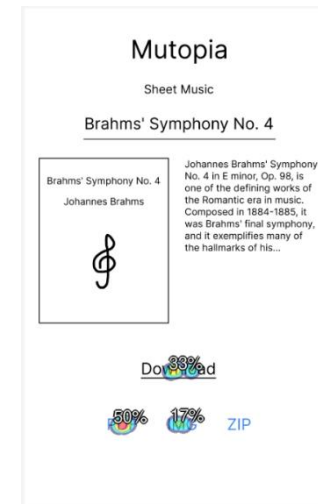 Mutopia
Sheet Music
Brahms' Symphony No. 4
Brahms' Symphony No. 4
Johannes Brahms
Johannes Brahms' Symphony
No. 4 in E minor, Op. 98, is
one of the defining works of
the Romantic era in music.
Composed in 1884-1885, it
was Brahms' final symphony,
and it exemplifies many of
the hallmarks of his...
Download
33%
50% 17% ZIP